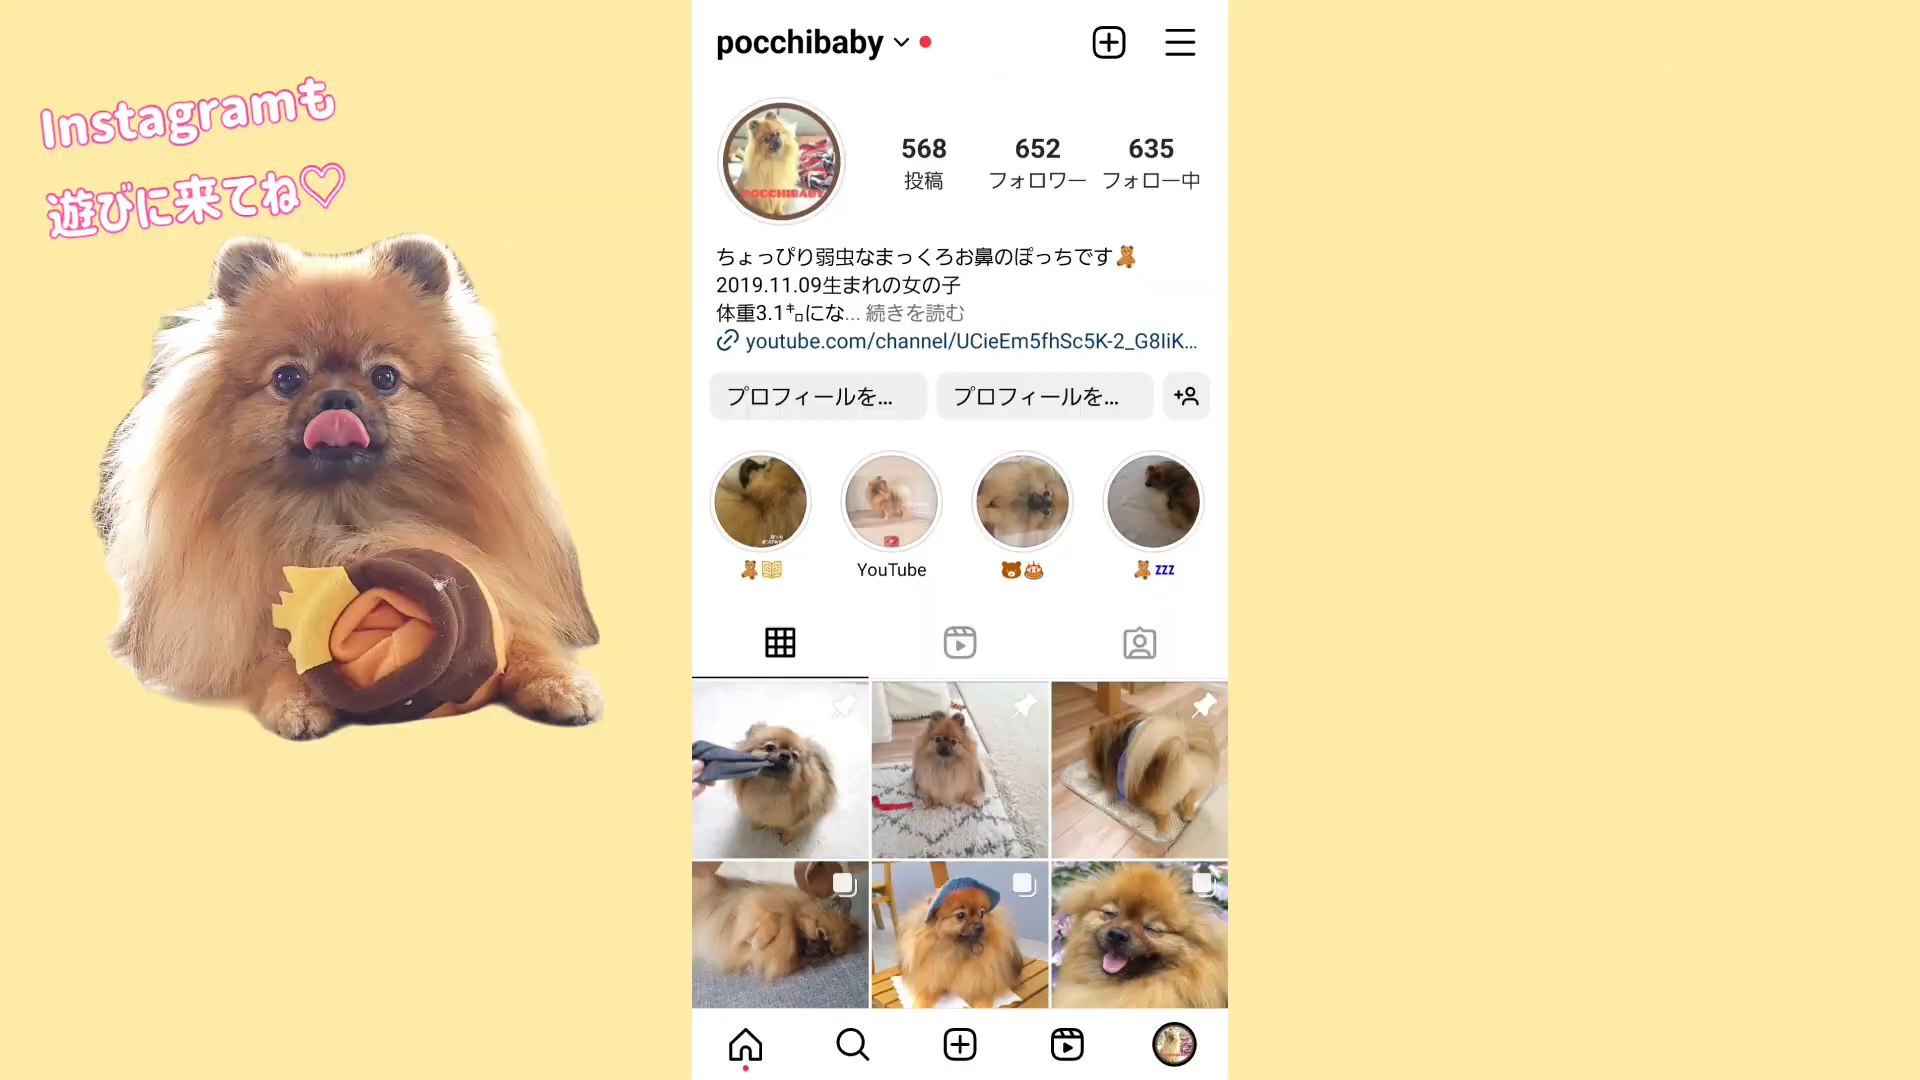 Instagramも
遊びに来てね♡
pocchibaby
568 652 635
投稿 フォロワー フォロー中
POCCHIBABY
ちょっぴり弱虫なまっくろお鼻のぽっちです🧸
2019.11.09生まれの女の子
体重3.1㌔にな... 続きを読む
youtube.com/channel/UCieEm5fhSc5K-2_G8IiK...
プロフィールを... プロフィールを...
🧸📖 YouTube 🐻🎂 🧸💤